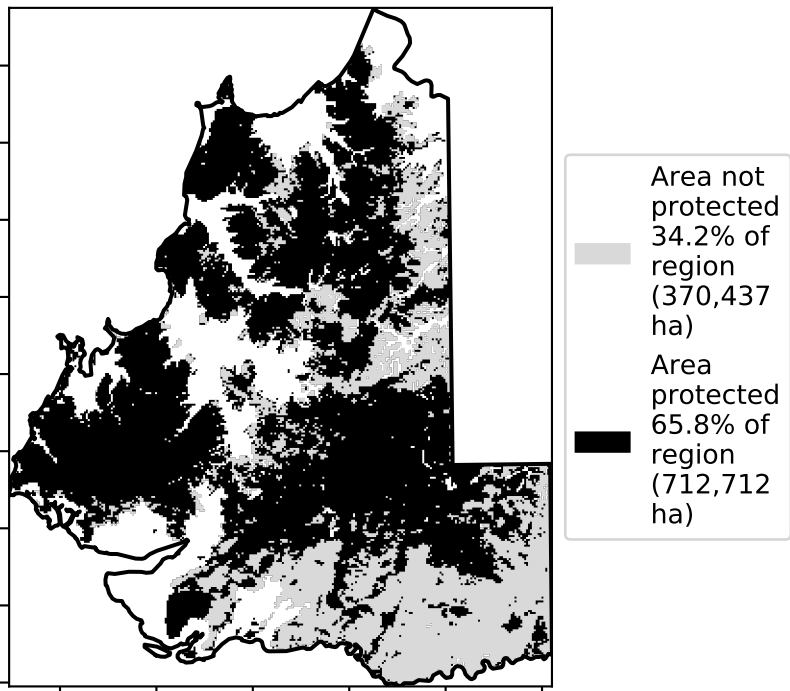 Area not
protected
34.2% of
region
(370,437
ha)
Area
protected
65.8% of
region
(712,712
ha)